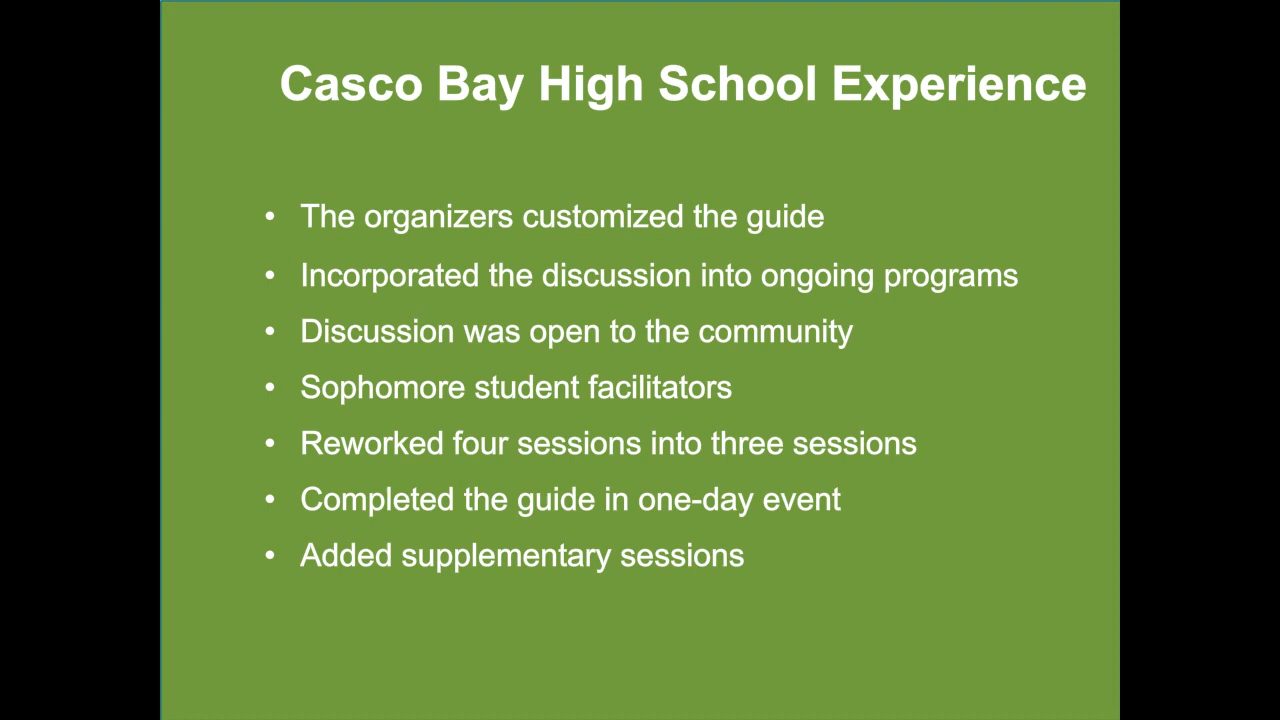 Casco Bay High School Experience
• The organizers customized the guide
• Incorporated the discussion into ongoing programs
• Discussion was open to the community
• Sophomore student facilitators
• Reworked four sessions into three sessions
• Completed the guide in one-day event
• Added supplementary sessions